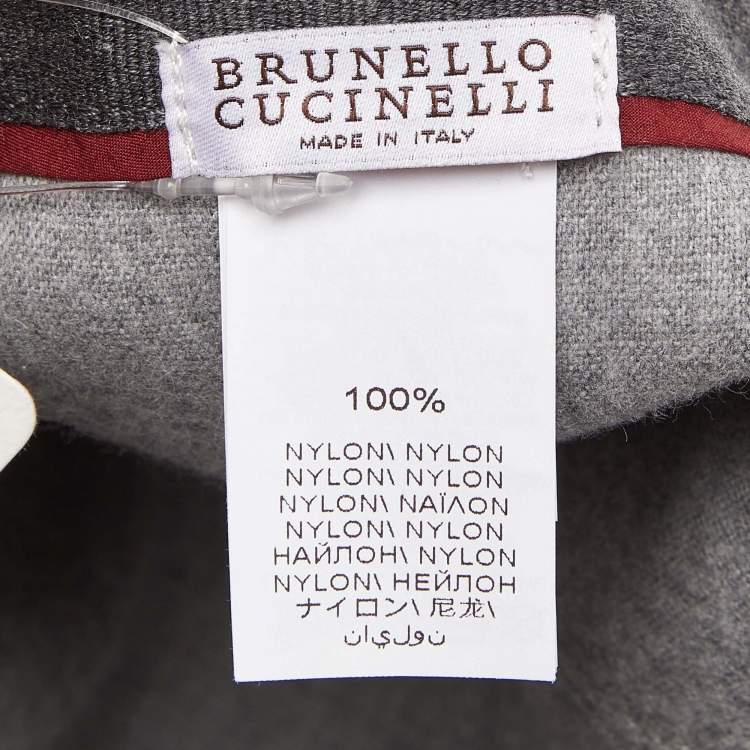 BRUNELLO
CUCINELLI
MADE IN ITALY
100%
NYLON\ NYLON
NYLON\ NYLON
NYLON\ ΝΑΪΛΟΝ
NYLON\ NYLON
НАЙЛОН\ NYLON
NYLON\ НЕЙЛОН
ナイロン\ 尼龙\
نايلون